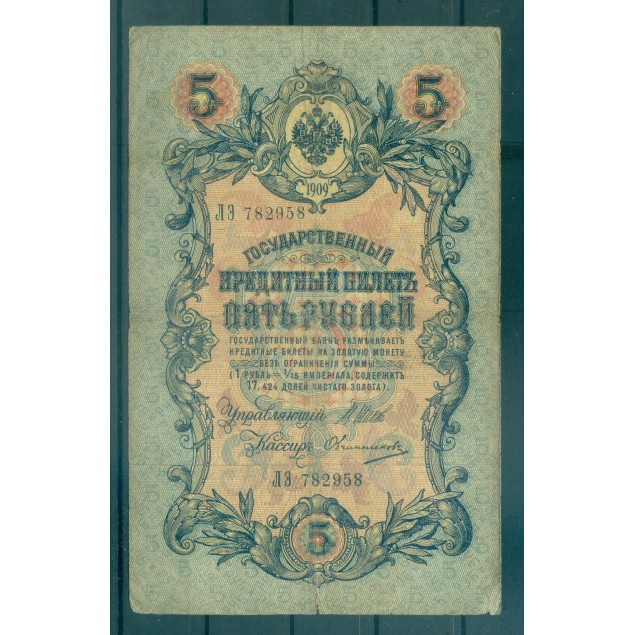 5 5
1909
ЛЭ 782958
ГОСУДАРСТВЕННЫЙ
КРЕДИТНЫЙ БИЛЕТЪ
ПЯТЬ РУБЛЕЙ
ГОСУДАРСТВЕННЫЙ БАНКЪ РАЗМѢНИВАЕТЪ
КРЕДИТНЫЕ БИЛЕТЫ НА ЗОЛОТУЮ МОНЕТУ
БЕЗЪ ОГРАНИЧЕНІЯ СУММЫ
(1 РУБЛЬ = 1/15 ИМПЕРІАЛА, СОДЕРЖИТЪ
17,424 ДОЛЕЙ ЧИСТАГО ЗОЛОТА).
Управляющій
Кассиръ Овчинниковъ
ЛЭ 782958
5